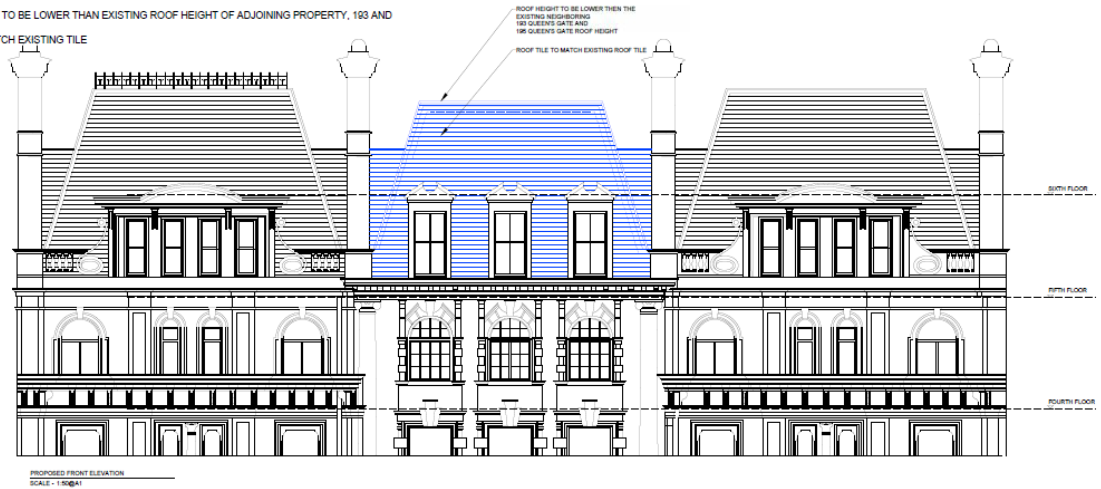 TO BE LOWER THAN EXISTING ROOF HEIGHT OF ADJOINING PROPERTY, 193 AND
CH EXISTING TILE
ROOF HEIGHT TO BE LOWER THEN THE
EXISTING NEIGHBORING
193 QUEEN'S GATE AND
195 QUEEN'S GATE ROOF HEIGHT
ROOF TILE TO MATCH EXISTING ROOF TILE
SIXTH FLOOR
FIFTH FLOOR
FOURTH FLOOR
PROPOSED FRONT ELEVATION
SCALE - 1:50@A1